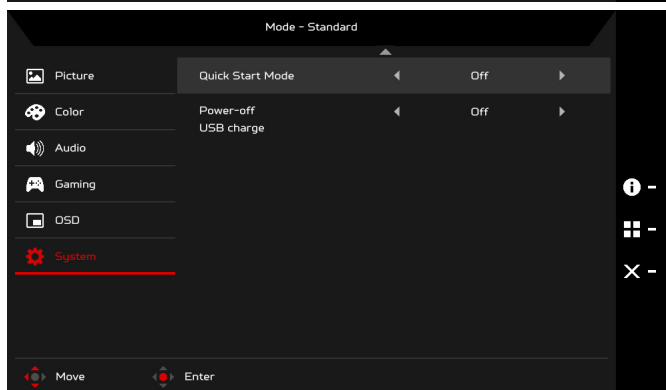 Mode - Standard
Picture
Quick Start Mode Off
Color
Power-off Off
USB charge
Audio
Gaming
OSD
System
Move Enter